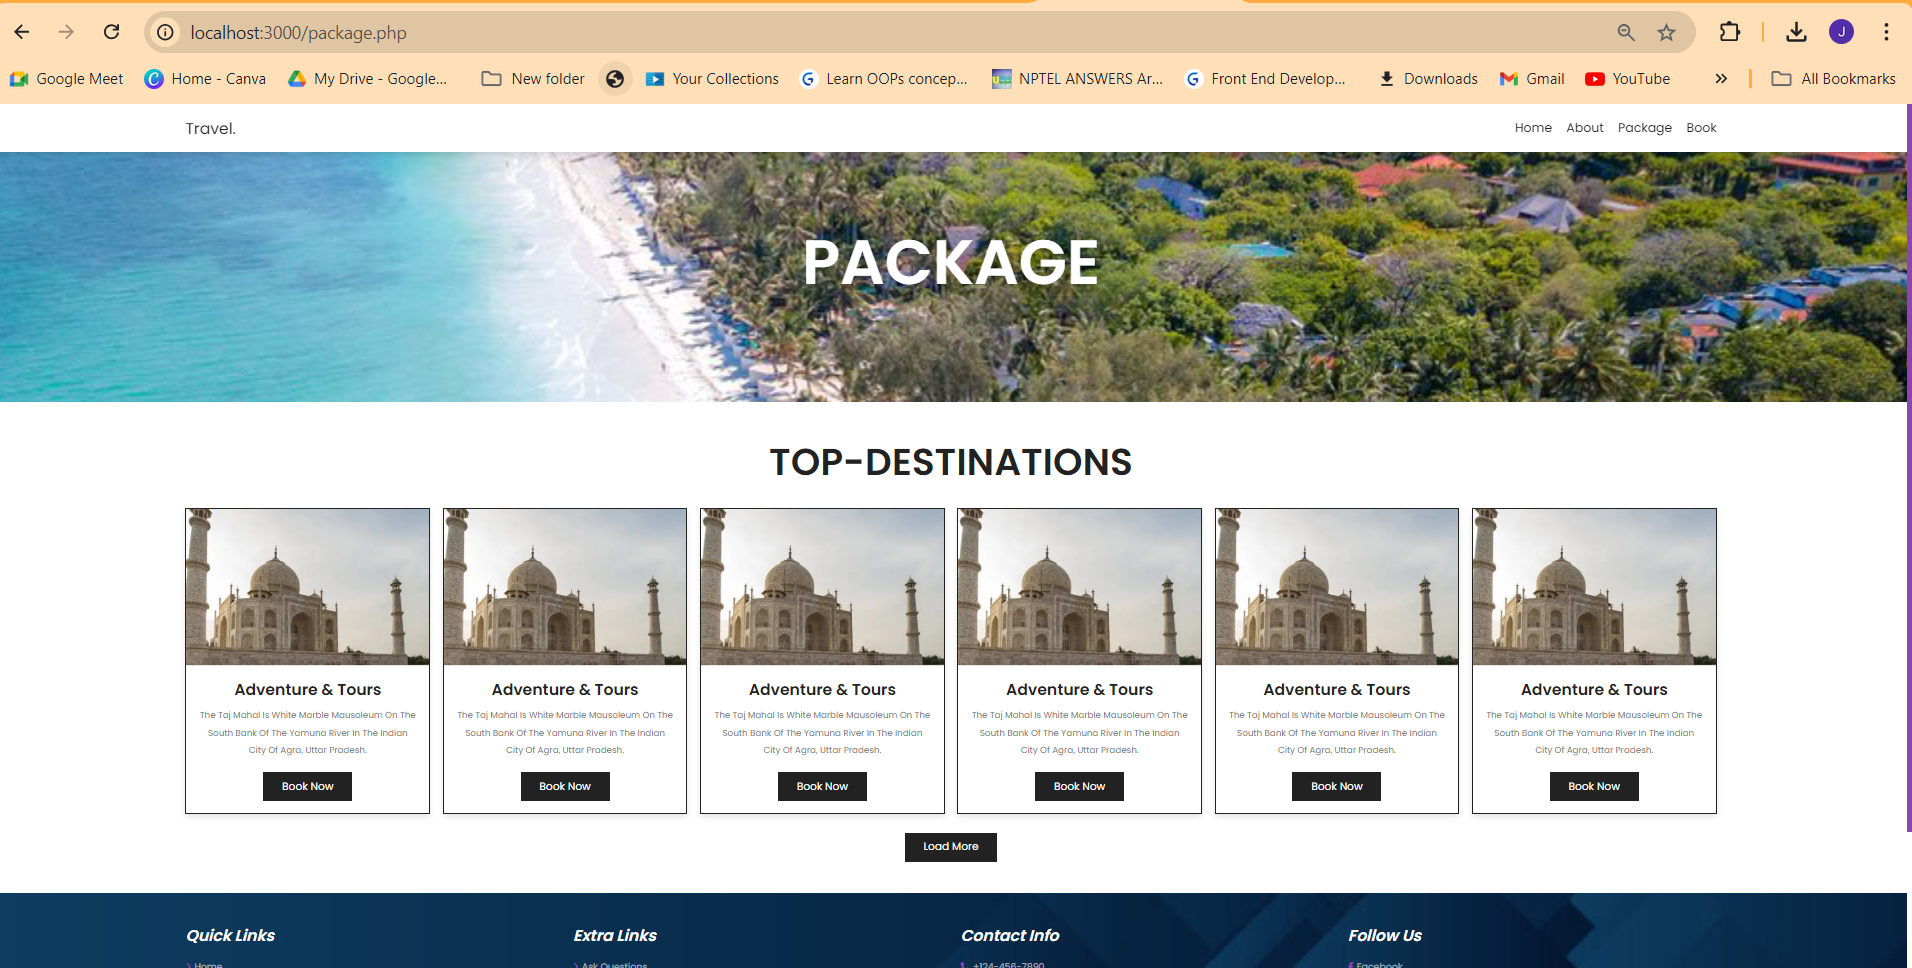 localhost:3000/package.php
J
Google Meet
Home - Canva
My Drive - Google...
New folder
Your Collections
Learn OOPs concep...
NPTEL ANSWERS Ar...
Front End Develop...
Downloads
Gmail
YouTube
All Bookmarks
Travel.
Home About Package Book
PACKAGE
TOP-DESTINATIONS
Adventure & Tours
The Taj Mahal Is White Marble Mausoleum On The
South Bank Of The Yamuna River In The Indian
City Of Agra, Uttar Pradesh.
Book Now
Adventure & Tours
The Taj Mahal Is White Marble Mausoleum On The
South Bank Of The Yamuna River In The Indian
City Of Agra, Uttar Pradesh.
Book Now
Adventure & Tours
The Taj Mahal Is White Marble Mausoleum On The
South Bank Of The Yamuna River In The Indian
City Of Agra, Uttar Pradesh.
Book Now
Adventure & Tours
The Taj Mahal Is White Marble Mausoleum On The
South Bank Of The Yamuna River In The Indian
City Of Agra, Uttar Pradesh.
Book Now
Adventure & Tours
The Taj Mahal Is White Marble Mausoleum On The
South Bank Of The Yamuna River In The Indian
City Of Agra, Uttar Pradesh.
Book Now
Adventure & Tours
The Taj Mahal Is White Marble Mausoleum On The
South Bank Of The Yamuna River In The Indian
City Of Agra, Uttar Pradesh.
Book Now
Load More
Quick Links
Home
Extra Links
Ask Questions
Contact Info
+124-456-7890
Follow Us
Facebook